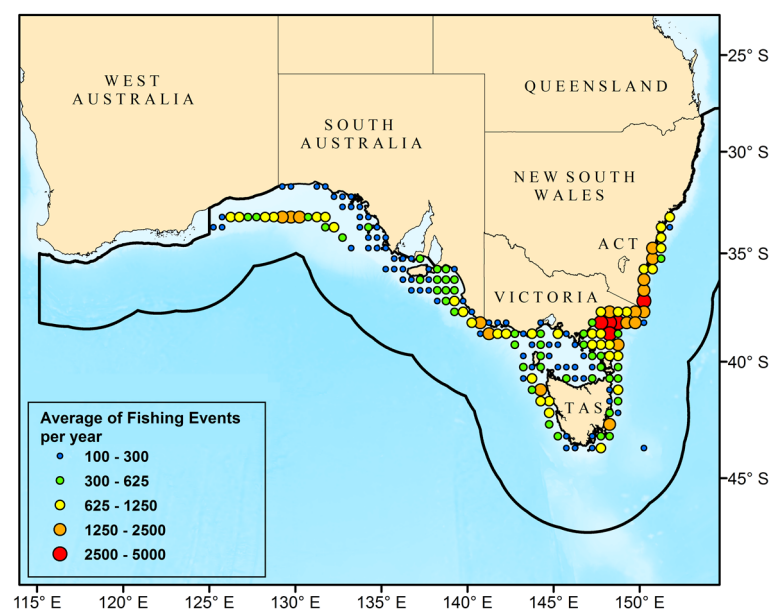 WEST
AUSTRALIA
SOUTH
AUSTRALIA
QUEENSLAND
NEW SOUTH
WALES
ACT
VICTORIA
TAS
25° S
30° S
35° S
40° S
45° S
Average of Fishing Events
per year
100 - 300
300 - 625
625 - 1250
1250 - 2500
2500 - 5000
115° E 120° E 125° E 130° E 135° E 140° E 145° E 150° E